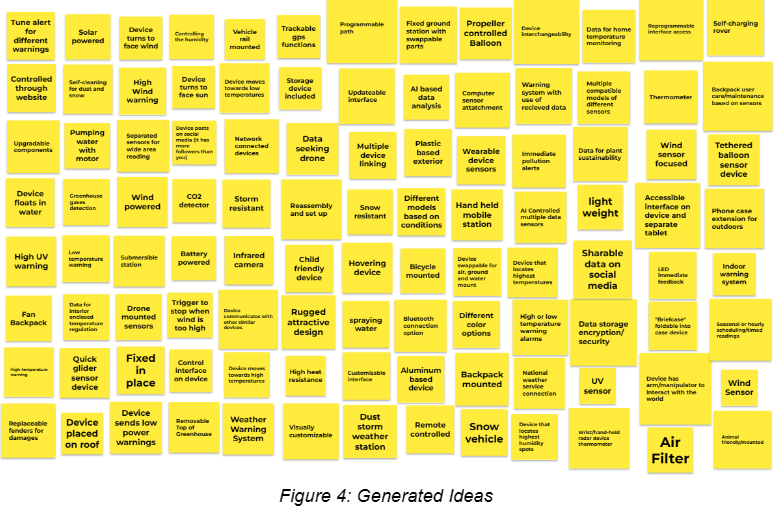 Tune alert
for
different
warnings
Solar
powered
Device
turns to
face wind
Controlling
the humidity
Vehicle
rail
mounted
Trackable
gps
functions
Programmable
path
Fixed ground
station with
swappable
parts
Propeller
controlled
Balloon
Device
interchangeability
Data for home
temperature
monitoring
Reprogrammable
interface access
Self-charging
rover
Controlled
through
website
Self-cleaning
for dust and
snow
High
Wind
warning
Device
turns to
face sun
Device moves
towards low
temperatures
Storage
device
included
Updateable
interface
AI based
data
analysis
Computer
sensor
attatchment
Warning
system with
use of
recieved data
Multiple
compatible
models of
different
sensors
Thermometer
Backpack user
care/maintenance
based on sensors
Upgradable
components
Pumping
water
with
motor
Separated
sensors for
wide area
reading
Device posts
on social
media (it has
more
followers than
you)
Network
connected
devices
Data
seeking
drone
Multiple
device
linking
Plastic
based
exterior
Wearable
device
sensors
Immediate
pollution
alerts
Data for plant
sustainability
Wind
sensor
focused
Tethered
balloon
sensor
device
Device
floats in
water
Greenhouse
gases
detection
Wind
powered
CO2
detector
Storm
resistant
Reassembly
and set up
Snow
resistant
Different
models
based on
conditions
Hand held
mobile
station
AI Controlled
multiple data
sensors
light
weight
Accessible
interface on
device and
separate
tablet
Phone case
extension for
outdoors
High UV
warning
Low
temperature
warning
Submersible
station
Battery
powered
Infrared
camera
Child
friendly
device
Hovering
device
Bicycle
mounted
Device
swappable for
air, ground and
water mount
Device that
locates
highest
temperatures
Sharable
data on
social
media
LED
immediate
feedback
Indoor
warning
system
Fan
Backpack
Data for
interior
enclosed
temperature
regulation
Drone
mounted
sensors
Trigger to
stop when
wind is
too high
Device
communicates with
other similar
devices
Rugged
attractive
design
spraying
water
Bluetooth
connection
option
Different
color
options
High or low
temperature
warning
alarms
Data storage
encryption/
security
"Briefcase"
foldable into
case device
Seasonal or hourly
scheduling/timed
readings
High temperature
warning
Quick
glider
sensor
device
Fixed
in
place
Control
interface
on device
Device moves
towards high
temperatures
High heat
resistance
Customizable
interface
Aluminum
based
device
Backpack
mounted
National
weather
service
connection
UV
sensor
Device has
arm/manipulator to
interact with the
world
Wind
Sensor
Replaceable
fenders for
damages
Device
placed
on roof
Device
sends low
power
warnings
Removable
Top of
Greenhouse
Weather
Warning
System
Visually
customizable
Dust
storm
weather
station
Remote
controlled
Snow
vehicle
Device that
locates
highest
humidity
spots
Wrist/hand-held
radar device
thermometer
Air
Filter
Animal
friendly/mounted
Figure 4: Generated Ideas